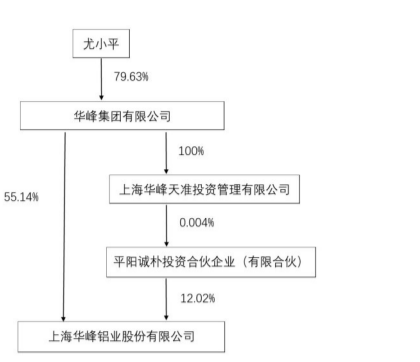 尤小平
79.63%
华峰集团有限公司
100%
上海华峰天准投资管理有限公司
55.14%
0.004%
平阳诚朴投资合伙企业（有限合伙）
12.02%
上海华峰铝业股份有限公司